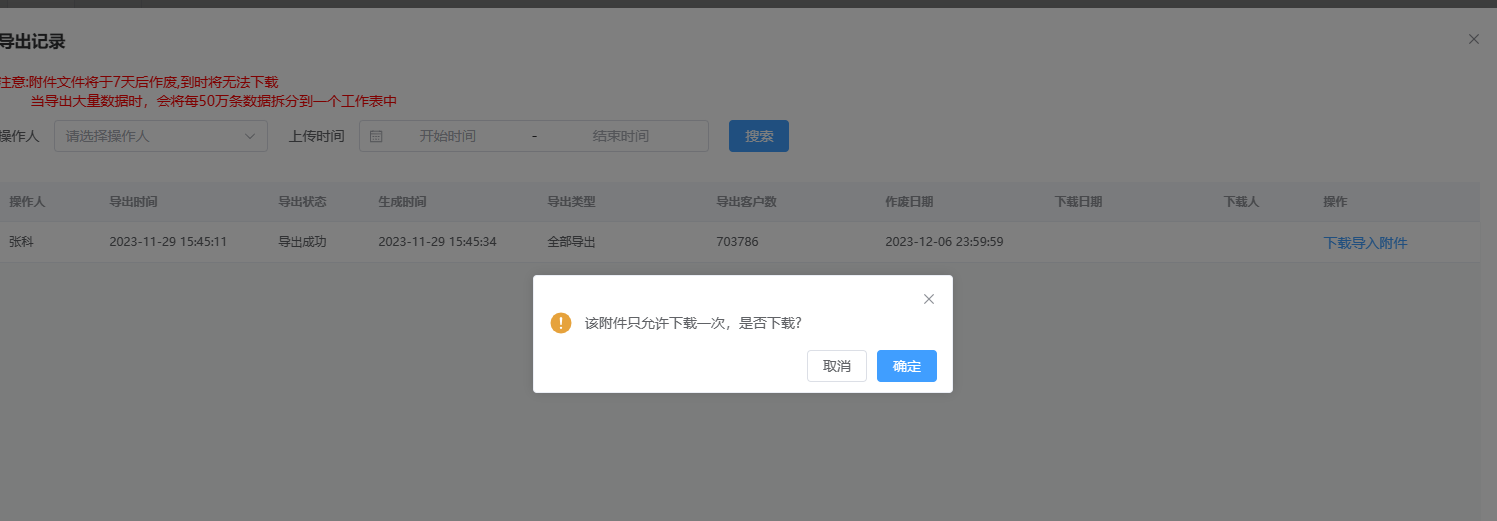 导出记录
注意:附件文件将于7天后作废,到时将无法下载
当导出大量数据时，会将每50万条数据拆分到一个工作表中
操作人 请选择操作人 上传时间 开始时间 - 结束时间 搜索
操作人 导出时间 导出状态 生成时间 导出类型 导出客户数 作废日期 下载日期 下载人 操作
张科 2023-11-29 15:45:11 导出成功 2023-11-29 15:45:34 全部导出 703786 2023-12-06 23:59:59 下载导入附件
该附件只允许下载一次，是否下载?
取消 确定